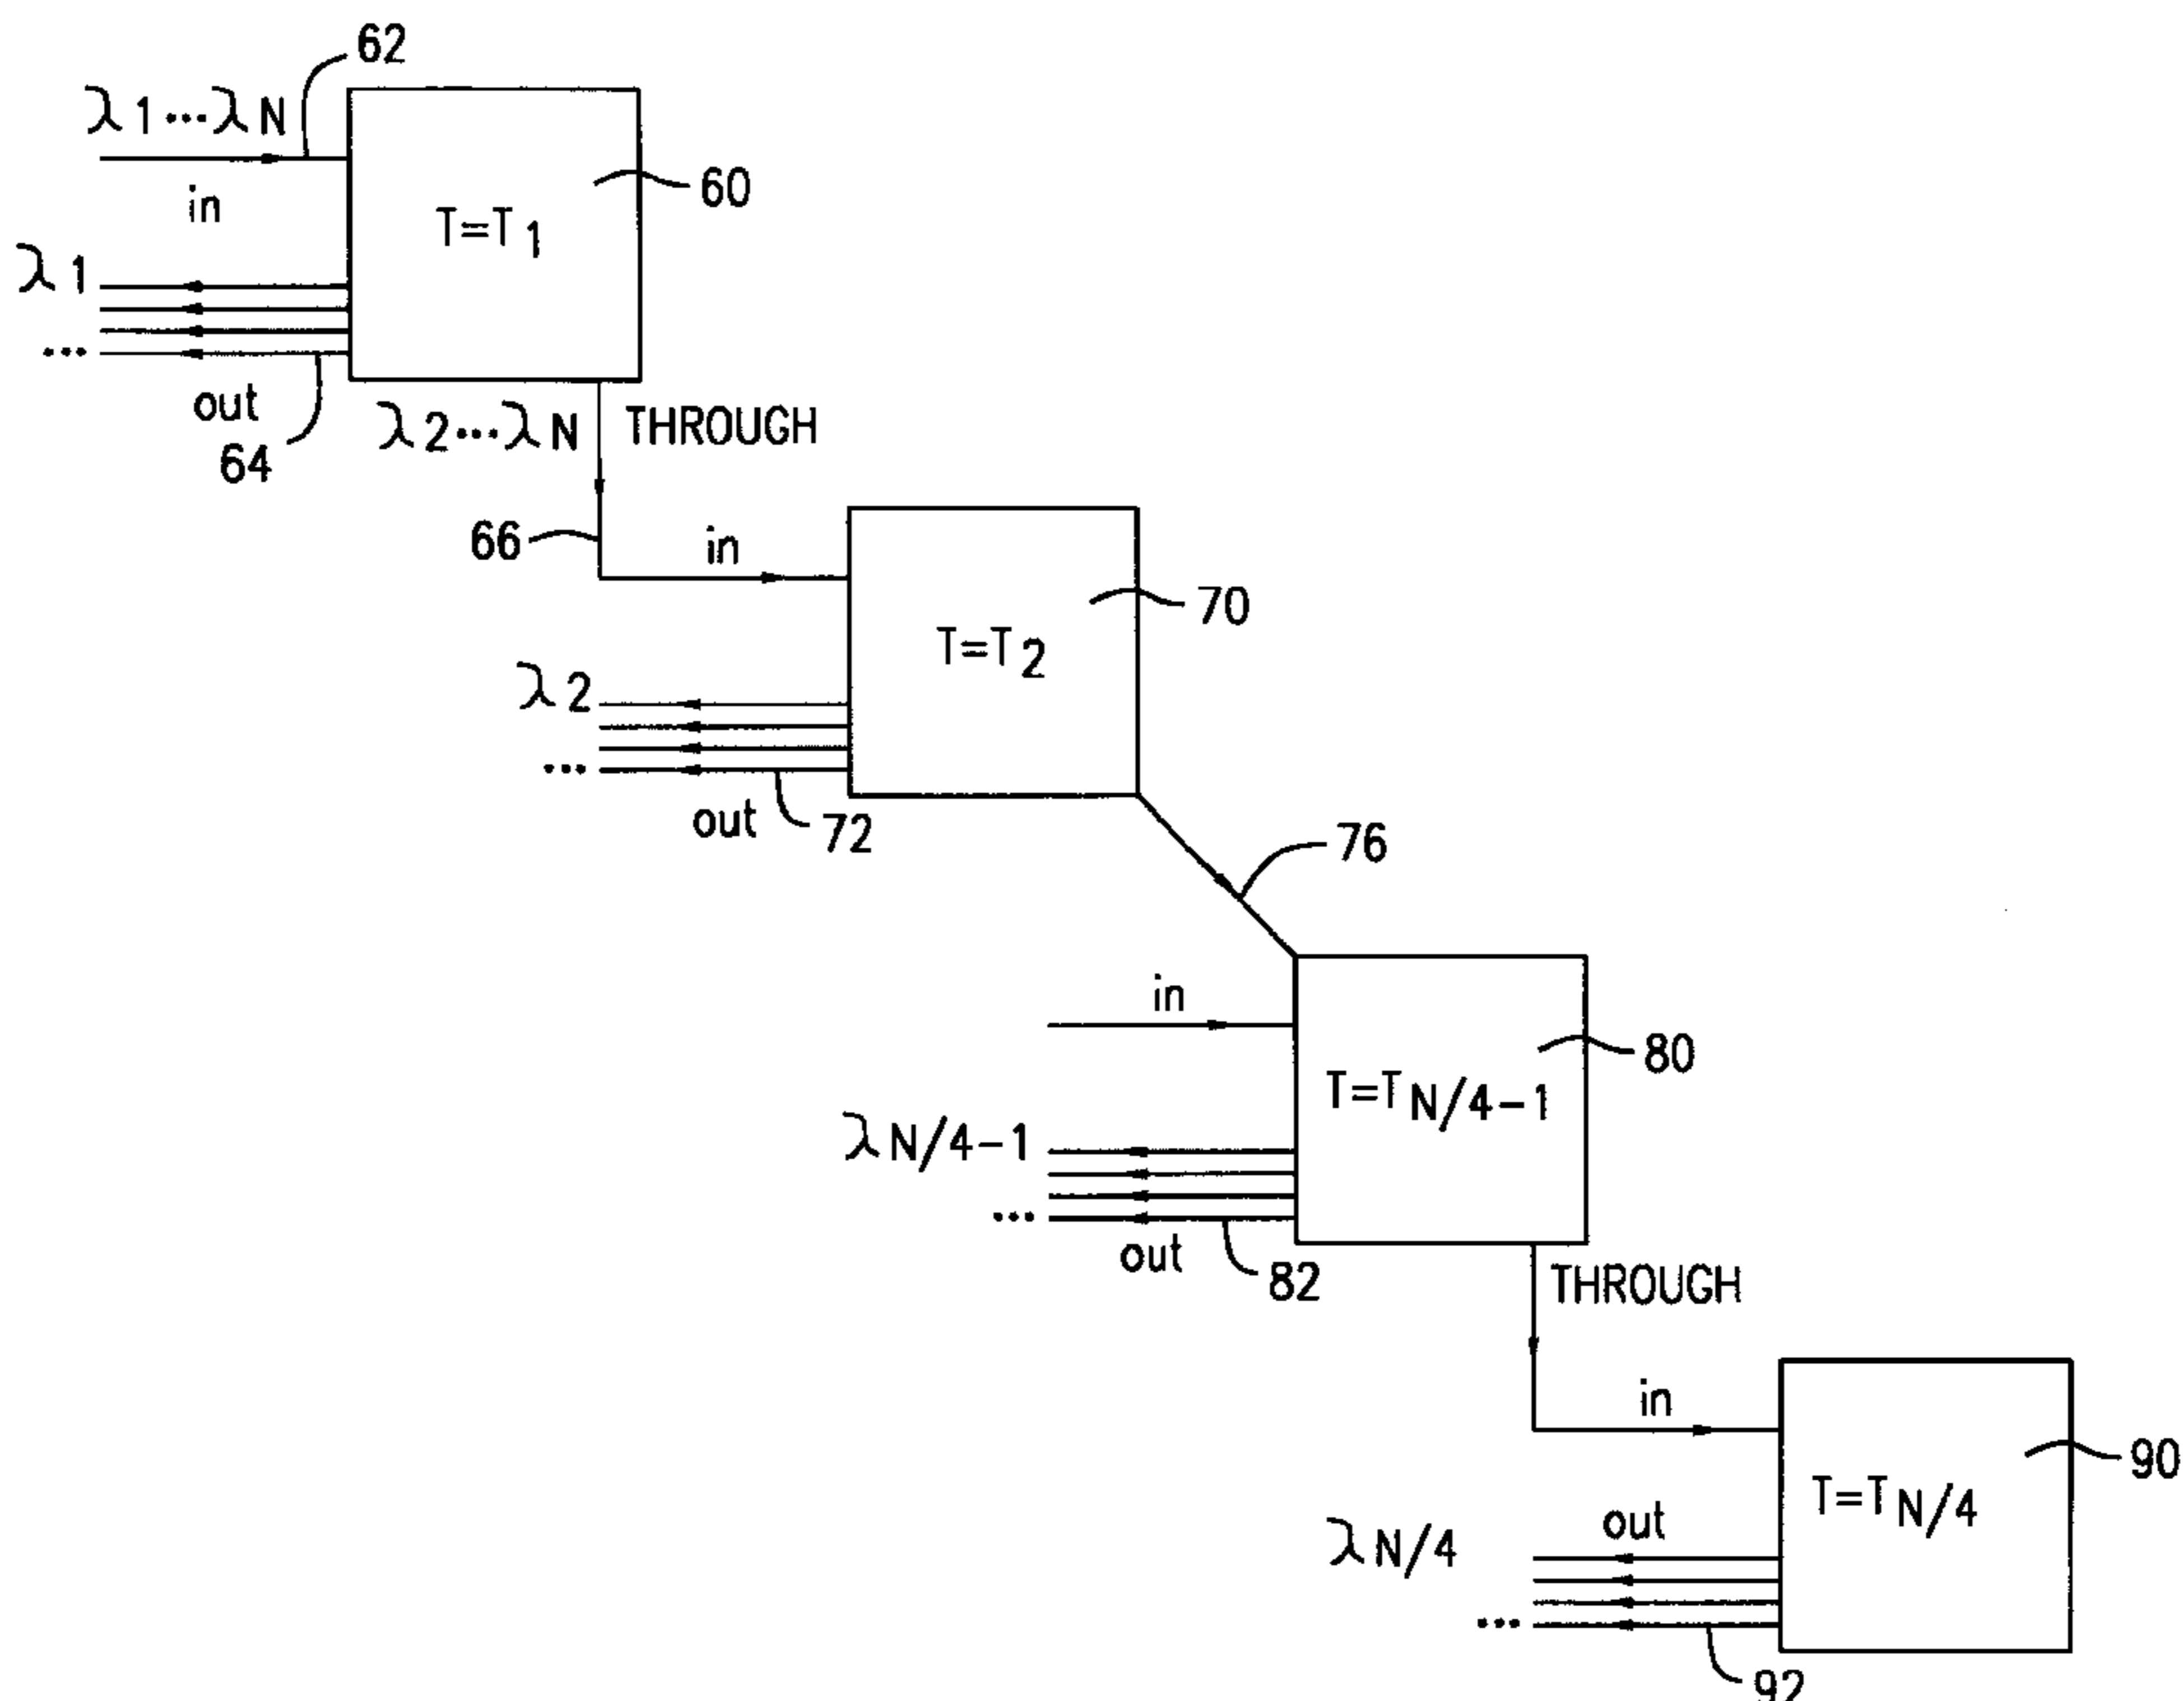 62
λ1•••λN
in
60
T=T1
λ1
•••
out
64
λ2•••λN
THROUGH
66
in
70
T=T2
λ2
•••
out
72
76
in
80
T=TN/4-1
λN/4-1
•••
out
82
THROUGH
in
90
T=TN/4
out
λN/4
•••
92